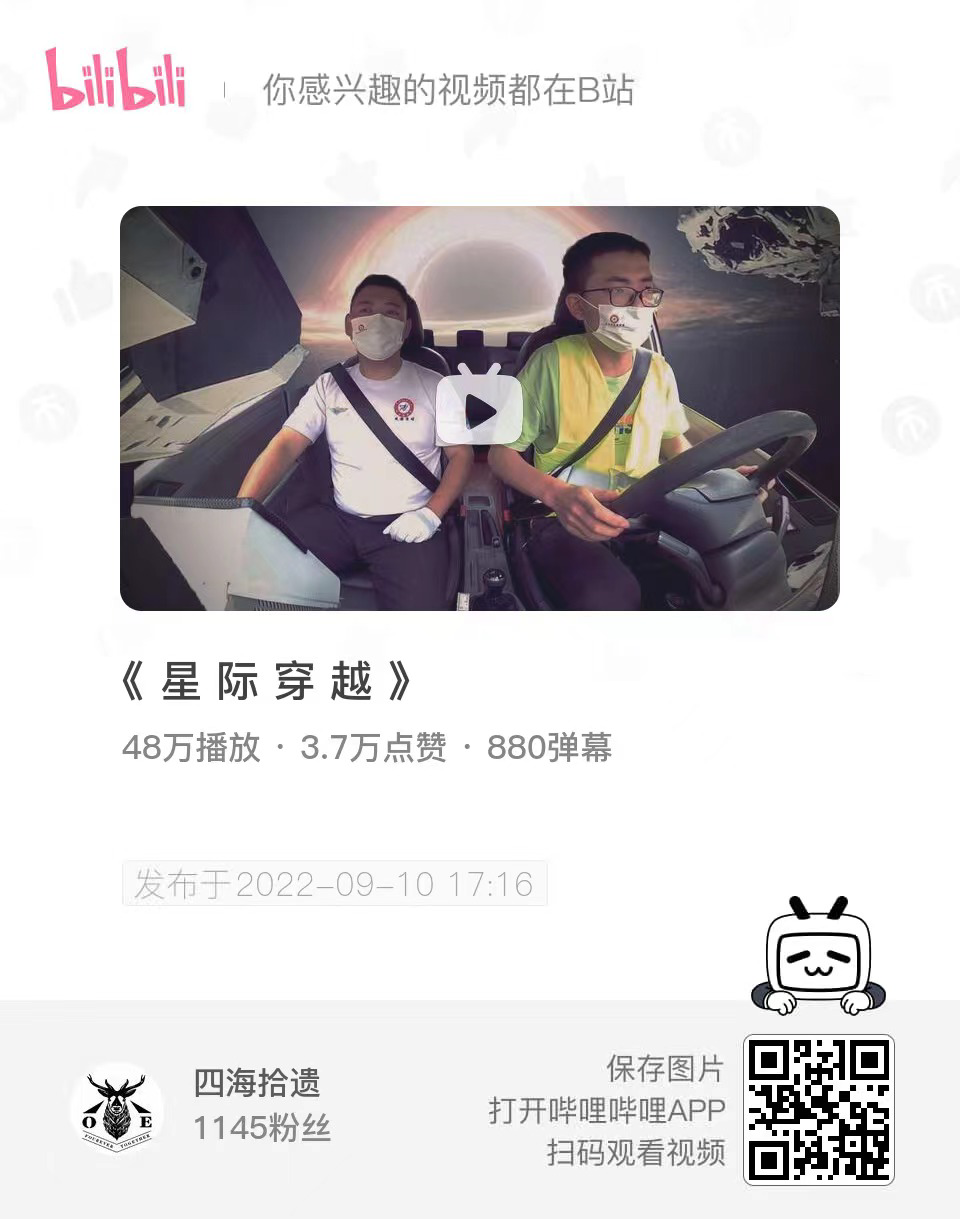 bilibili
你感兴趣的视频都在B站
《星际穿越》
48万播放 · 3.7万点赞 · 880弹幕
发布于2022-09-10 17:16
四海拾遗
1145粉丝
保存图片
打开哔哩哔哩APP
扫码观看视频
O E